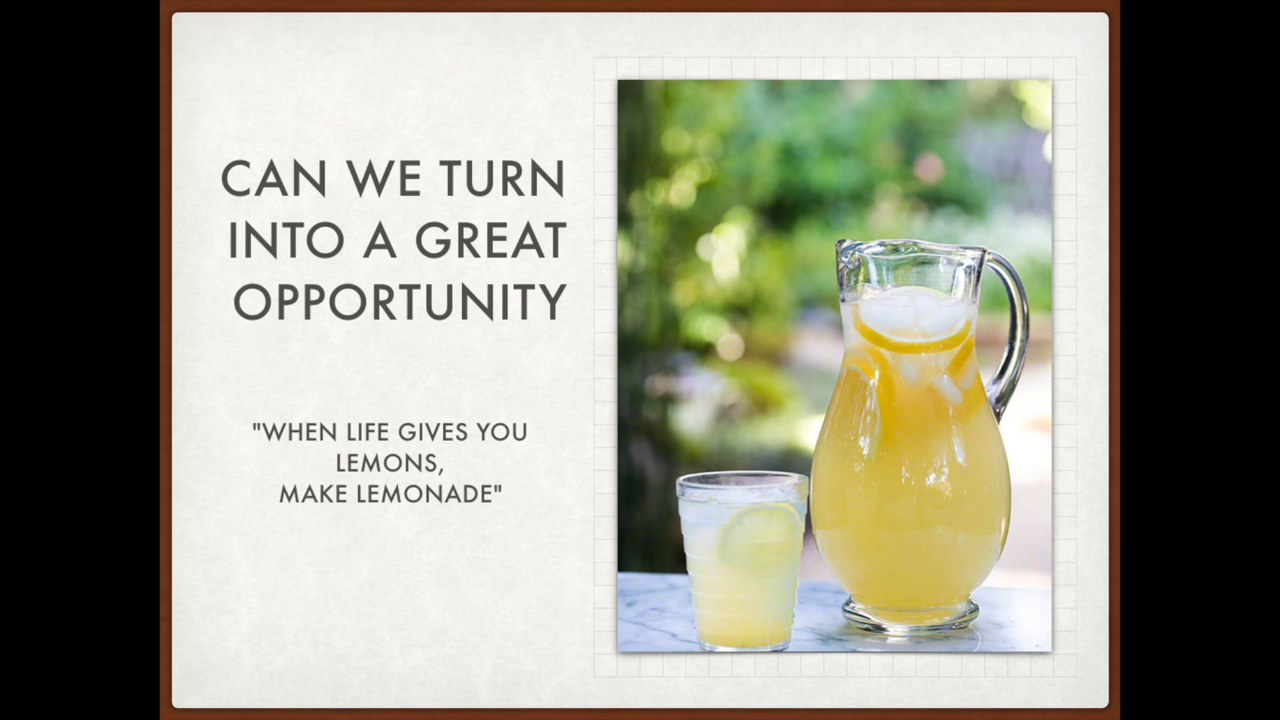 CAN WE TURN
INTO A GREAT
OPPORTUNITY
"WHEN LIFE GIVES YOU
LEMONS,
MAKE LEMONADE"